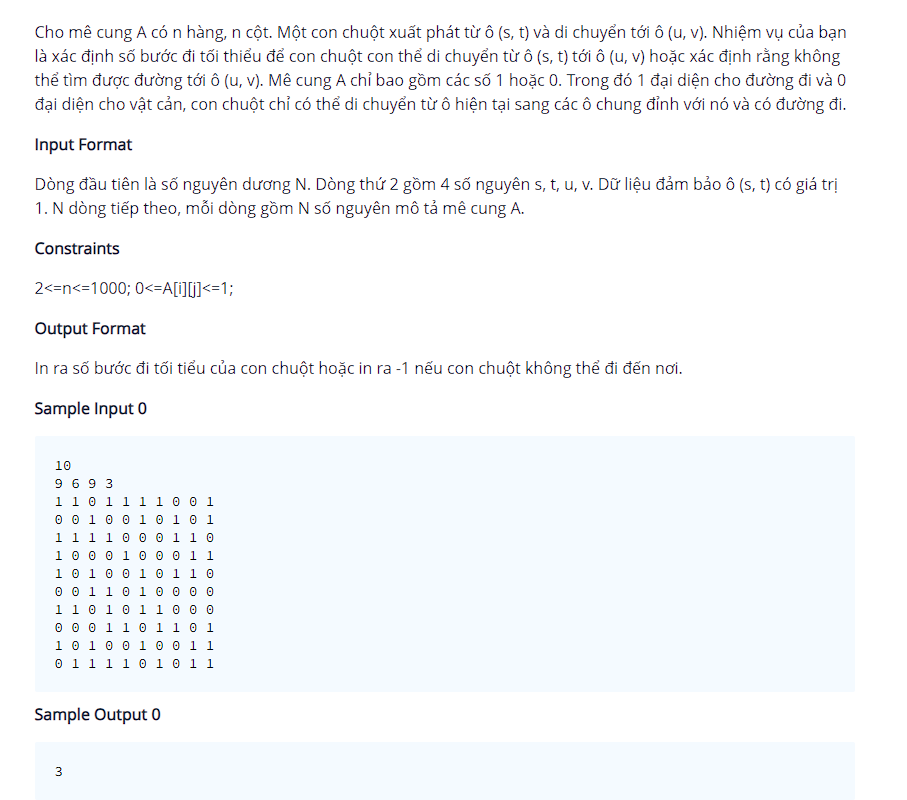 Cho mê cung A có n hàng, n cột. Một con chuột xuất phát từ ô (s, t) và di chuyển tới ô (u, v). Nhiệm vụ của bạn
là xác định số bước đi tối thiểu để con chuột con thể di chuyển từ ô (s, t) tới ô (u, v) hoặc xác định rằng không
thể tìm được đường tới ô (u, v). Mê cung A chỉ bao gồm các số 1 hoặc 0. Trong đó 1 đại diện cho đường đi và 0
đại diện cho vật cản, con chuột chỉ có thể di chuyển từ ô hiện tại sang các ô chung đỉnh với nó và có đường đi.
Input Format
Dòng đầu tiên là số nguyên dương N. Dòng thứ 2 gồm 4 số nguyên s, t, u, v. Dữ liệu đảm bảo ô (s, t) có giá trị
1. N dòng tiếp theo, mỗi dòng gồm N số nguyên mô tả mê cung A.
Constraints
2<=n<=1000; 0<=A[i][j]<=1;
Output Format
In ra số bước đi tối tiểu của con chuột hoặc in ra -1 nếu con chuột không thể đi đến nơi.
Sample Input 0
10
9 6 9 3
1 1 0 1 1 1 1 0 0 1
0 0 1 0 0 1 0 1 0 1
1 1 1 1 0 0 0 1 1 0
1 0 0 0 1 0 0 0 1 1
1 0 1 0 0 1 0 1 1 0
0 0 1 1 0 1 0 0 0 0
1 1 0 1 0 1 1 0 0 0
0 0 0 1 1 0 1 1 0 1
1 0 1 0 0 1 0 0 1 1
0 1 1 1 1 0 1 0 1 1
Sample Output 0
3